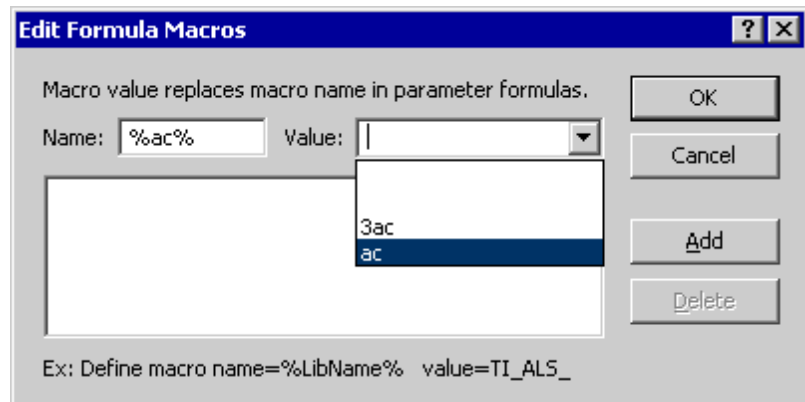 Edit Formula Macros
Macro value replaces macro name in parameter formulas.
OK
Name: %ac% Value:
Cancel
3ac
ac
Add
Delete
Ex: Define macro name=%LibName% value=TI_ALS_